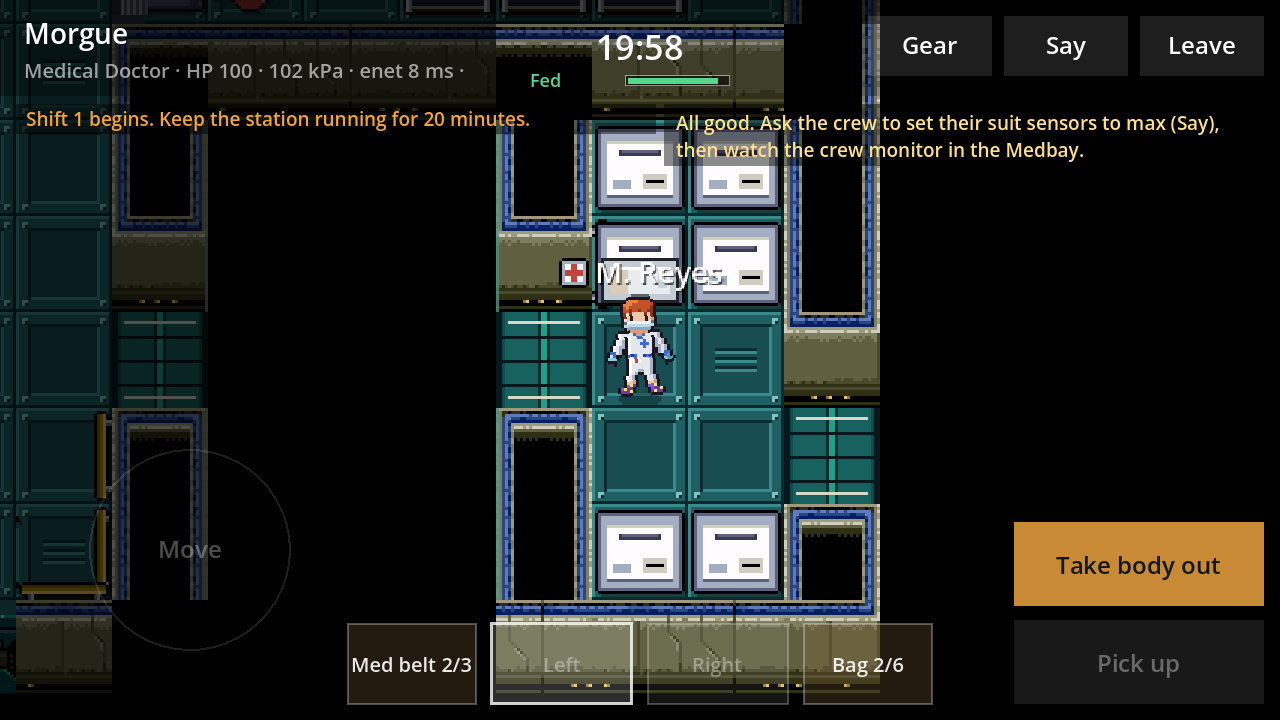 Morgue
Medical Doctor · HP 100 · 102 kPa · enet 8 ms ·
19:58
Fed
Gear
Say
Leave
Shift 1 begins. Keep the station running for 20 minutes.
All good. Ask the crew to set their suit sensors to max (Say),
then watch the crew monitor in the Medbay.
M. Reyes
Move
Take body out
Med belt 2/3
Left
Right
Bag 2/6
Pick up